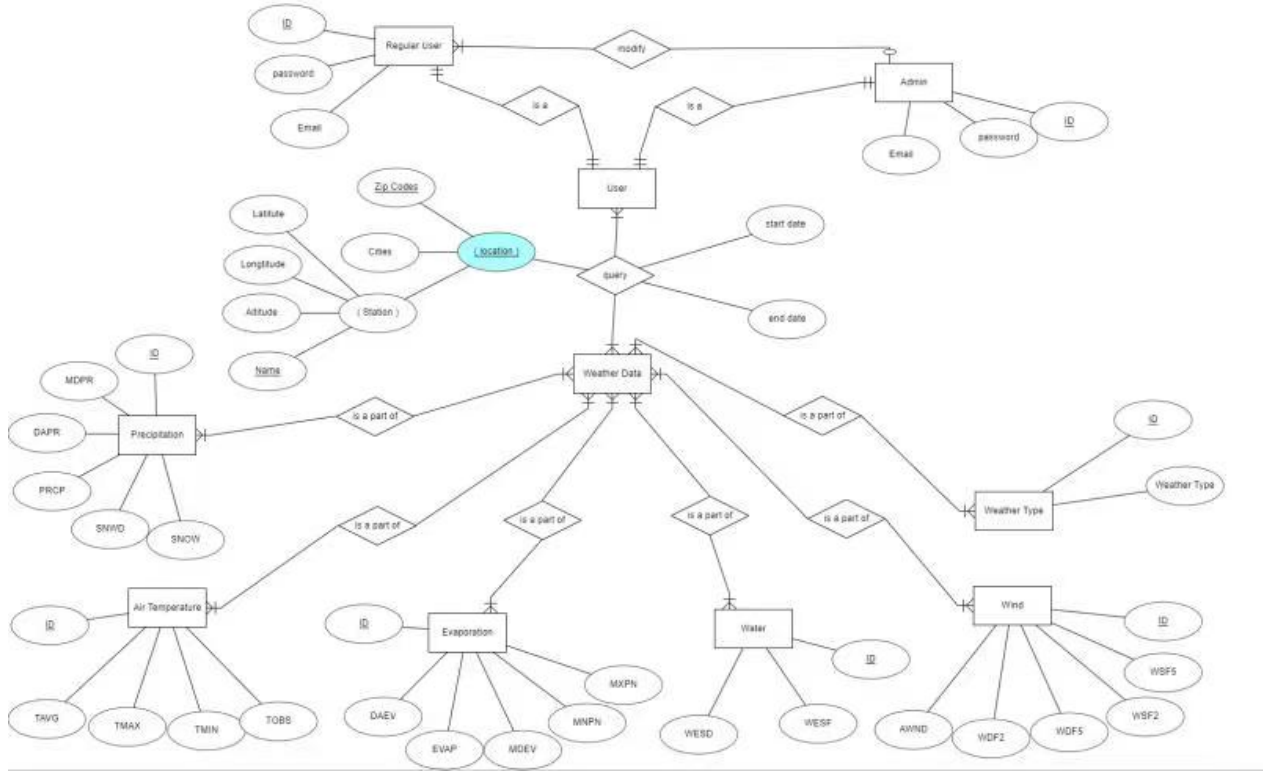 ID
Regular User
modify
password
Admin
is a
is a
ID
Email
password
Email
Zip Codes
User
Latitute
start date
Cities
( location )
Longtitude
query
Altitude
( Station )
end date
ID
Name
Weather Data
MDPR
is a part of
is a part of
ID
DAPR
Precipitation
Weather Type
PRCP
SNWD
SNOW
is a part of
is a part of
is a part of
is a part of
Weather Type
Air Temperature
Wind
ID
ID
Evaporation
Water
ID
ID
WSF5
MXPN
TAVG
TMAX
TMIN
TOBS
DAEV
MNPN
WESD
WESF
AWND
WDF2
WDF5
WSF2
EVAP
MDEV